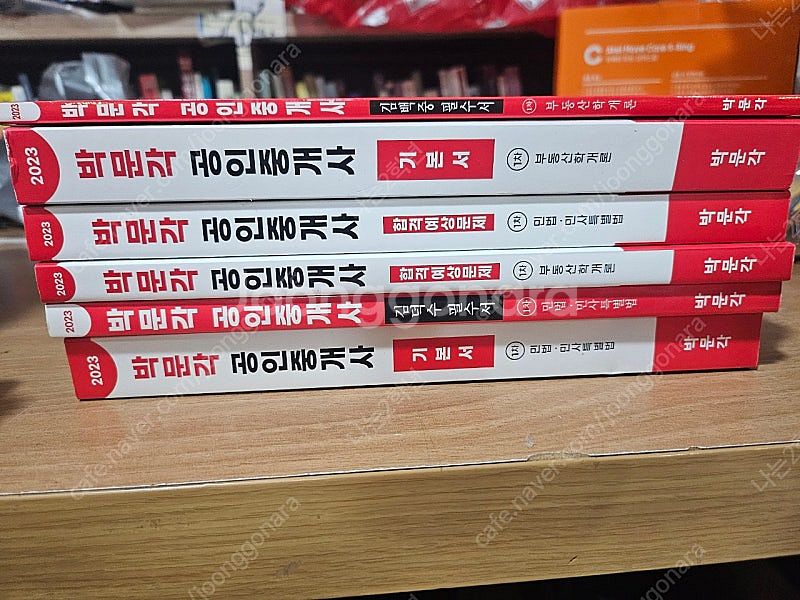 2023 박문각 공인중개사 김백중 필수서 1차 부동산학개론 박문각
2023 박문각 공인중개사 기본서 1차 부동산학개론 박문각
2023 박문각 공인중개사 합격예상문제 1차 민법·민사특별법 박문각
2023 박문각 공인중개사 합격예상문제 1차 부동산학개론 박문각
2023 박문각 공인중개사 김덕수 필수서 1차 민법·민사특별법 박문각
2023 박문각 공인중개사 기본서 1차 민법·민사특별법 박문각
joonggonara
cafe.naver.com/joonggonara